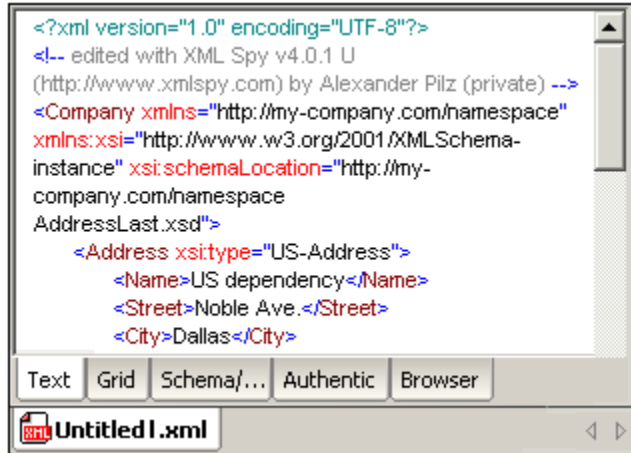 <?xml version="1.0" encoding="UTF-8"?>
<!-- edited with XML Spy v4.0.1 U
(http://www.xmlspy.com) by Alexander Pilz (private) -->
<Company xmlns="http://my-company.com/namespace"
xmlns:xsi="http://www.w3.org/2001/XMLSchema-
instance" xsi:schemaLocation="http://my-
company.com/namespace
AddressLast.xsd">
<Address xsi:type="US-Address">
<Name>US dependency</Name>
<Street>Noble Ave.</Street>
<City>Dallas</City>
Text Grid Schema/... Authentic Browser
XML Untitled1.xml